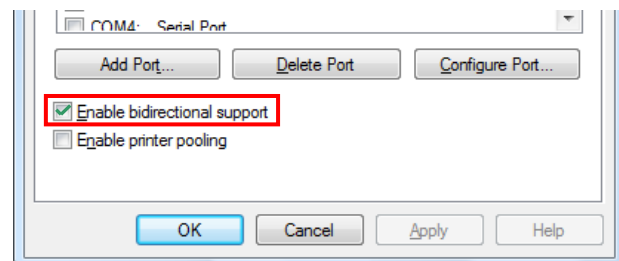 COM4: Serial Port
Add Port... Delete Port Configure Port...
Enable bidirectional support
Enable printer pooling
OK Cancel Apply Help